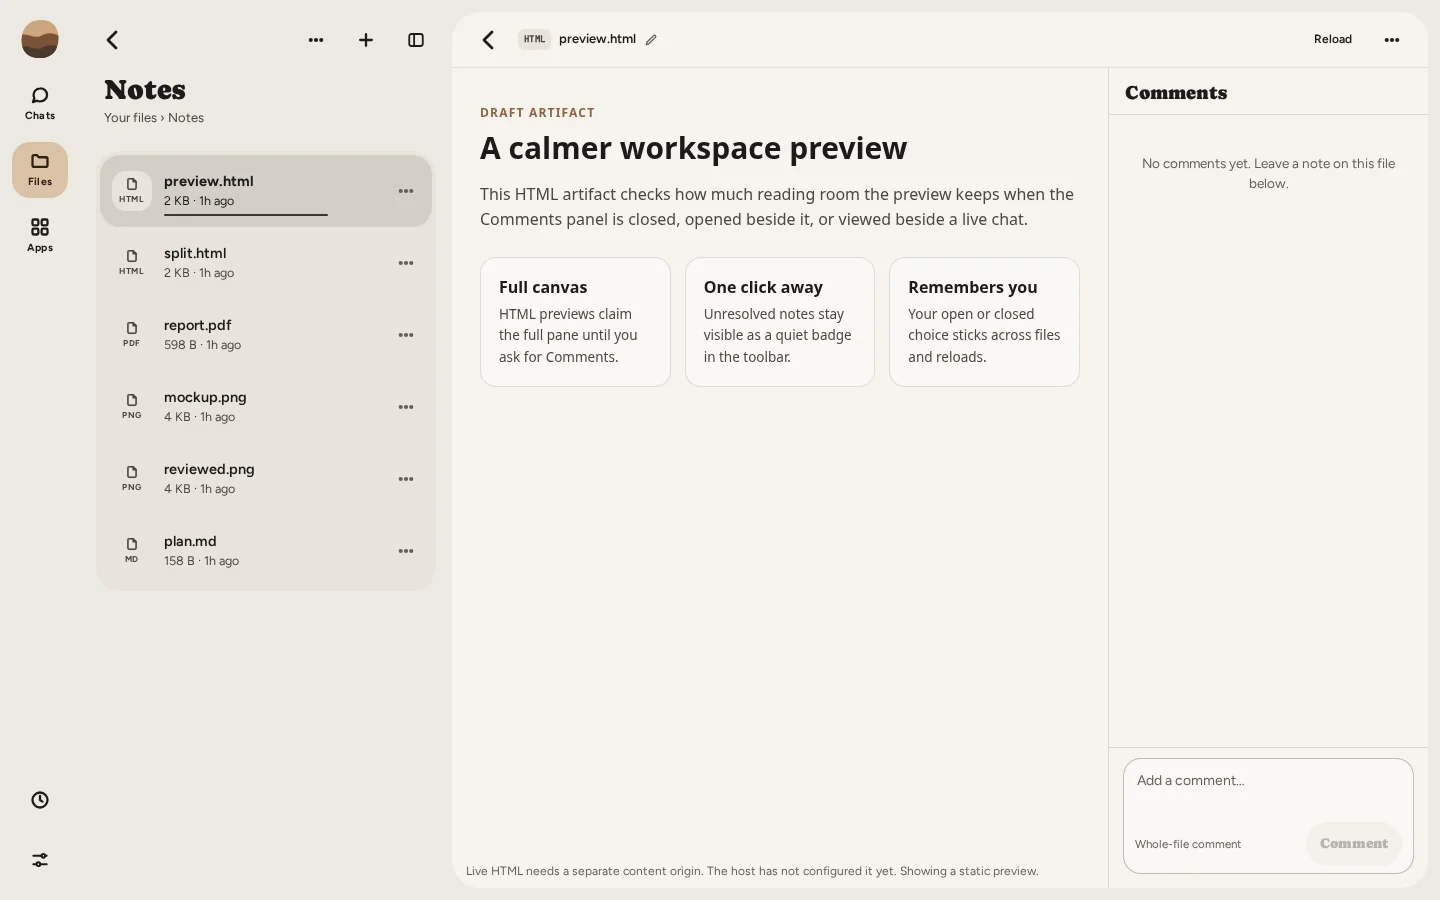 Chats
Files
Apps
Notes
Your files › Notes
HTML
preview.html
2 KB · 1h ago
HTML
split.html
2 KB · 1h ago
PDF
report.pdf
598 B · 1h ago
PNG
mockup.png
4 KB · 1h ago
PNG
reviewed.png
4 KB · 1h ago
MD
plan.md
158 B · 1h ago
HTML preview.html
Reload
DRAFT ARTIFACT
A calmer workspace preview
This HTML artifact checks how much reading room the preview keeps when the
Comments panel is closed, opened beside it, or viewed beside a live chat.
Full canvas
HTML previews claim
the full pane until you
ask for Comments.
One click away
Unresolved notes stay
visible as a quiet badge
in the toolbar.
Remembers you
Your open or closed
choice sticks across files
and reloads.
Live HTML needs a separate content origin. The host has not configured it yet. Showing a static preview.
Comments
No comments yet. Leave a note on this file
below.
Add a comment...
Whole-file comment
Comment